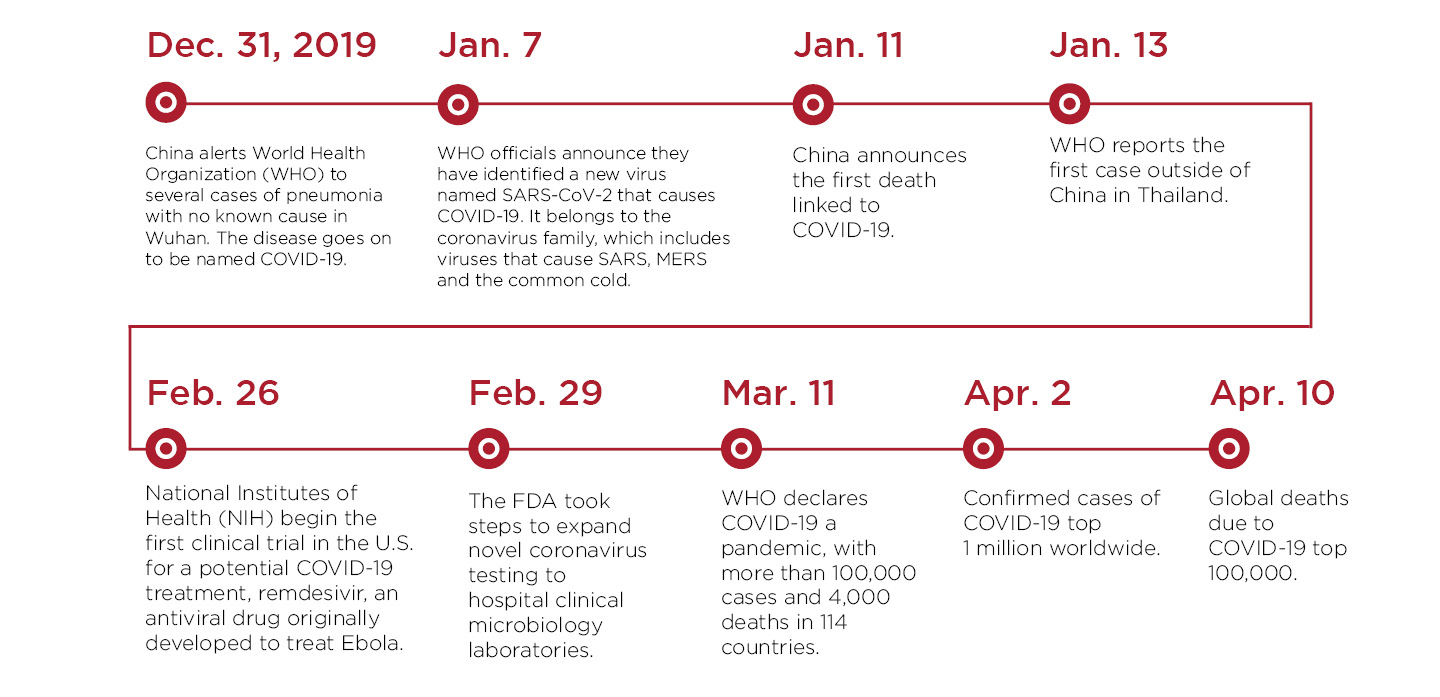 Dec. 31, 2019
China alerts World Health
Organization (WHO) to
several cases of pneumonia
with no known cause in
Wuhan. The disease goes on
to be named COVID-19.
Jan. 7
WHO officials announce they
have identified a new virus
named SARS-CoV-2 that causes
COVID-19. It belongs to the
coronavirus family, which includes
viruses that cause SARS, MERS
and the common cold.
Jan. 11
China announces
the first death
linked to
COVID-19.
Jan. 13
WHO reports the
first case outside of
China in Thailand.
Feb. 26
National Institutes of
Health (NIH) begin the
first clinical trial in the U.S.
for a potential COVID-19
treatment, remdesivir, an
antiviral drug originally
developed to treat Ebola.
Feb. 29
The FDA took
steps to expand
novel coronavirus
testing to
hospital clinical
microbiology
laboratories.
Mar. 11
WHO declares
COVID-19 a
pandemic, with
more than 100,000
cases and 4,000
deaths in 114
countries.
Apr. 2
Confirmed cases of
COVID-19 top
1 million worldwide.
Apr. 10
Global deaths
due to
COVID-19 top
100,000.